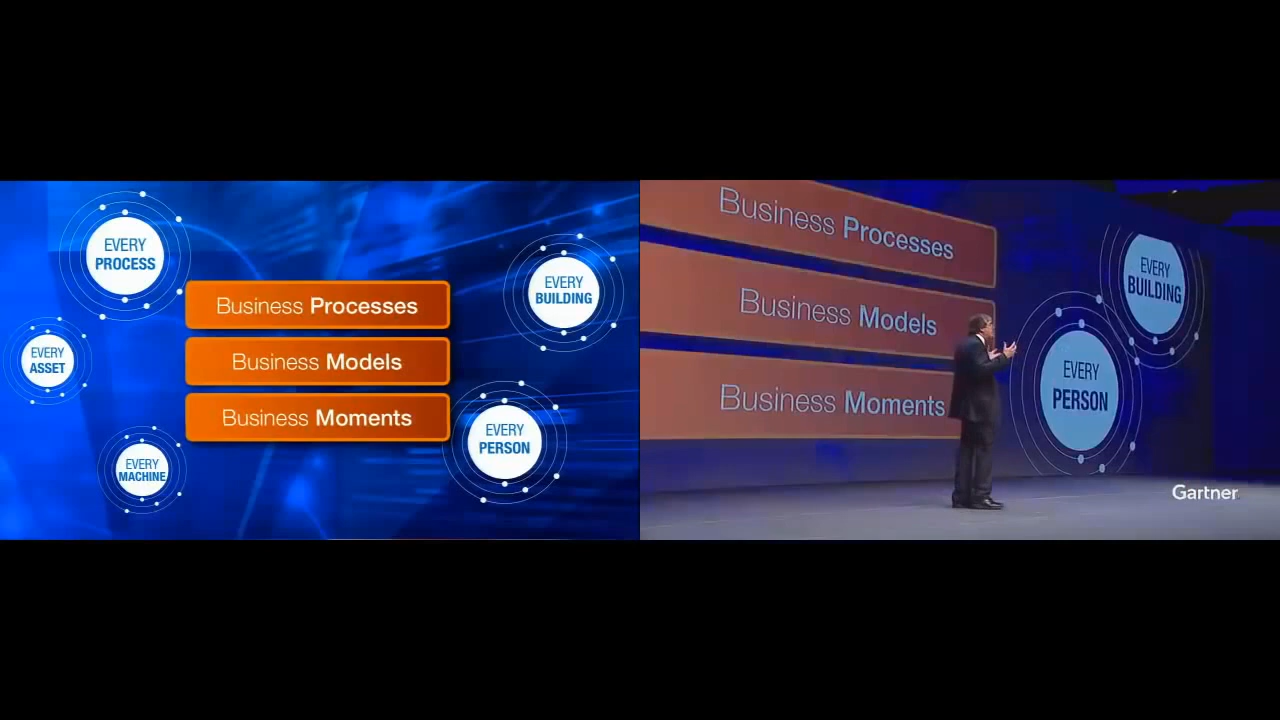 EVERY
PROCESS
EVERY
ASSET
EVERY
MACHINE
Business Processes
Business Models
Business Moments
EVERY
BUILDING
EVERY
PERSON
Business Processes
Business Models
Business Moments
EVERY
BUILDING
EVERY
PERSON
Gartner